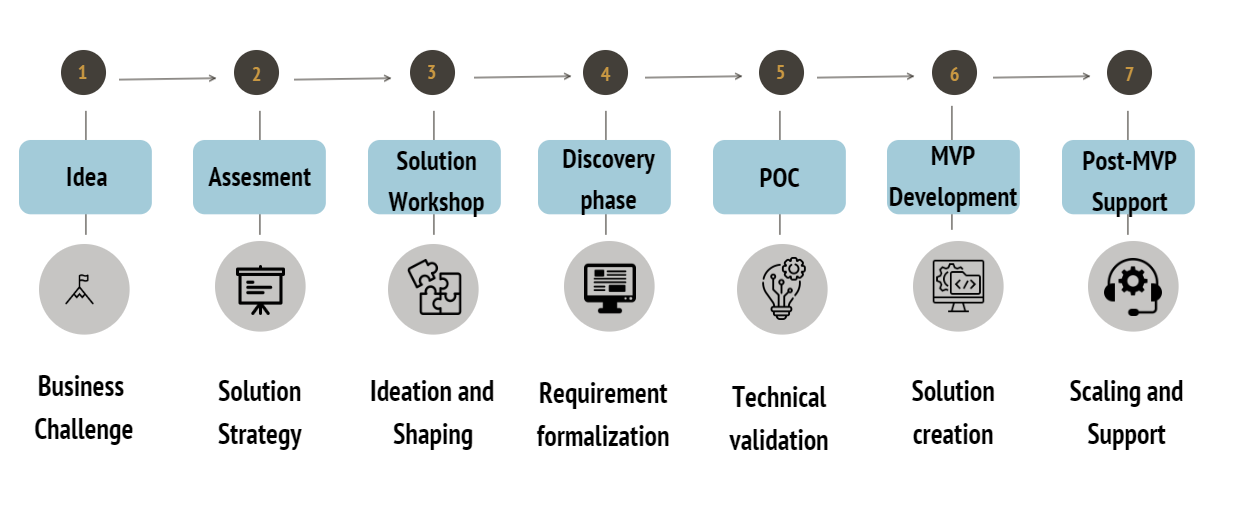 1
2
3
4
5
6
7
Idea
Assesment
Solution
Workshop
Discovery
phase
POC
MVP
Development
Post-MVP
Support
</>
Business
Challenge
Solution
Strategy
Ideation and
Shaping
Requirement
formalization
Technical
validation
Solution
creation
Scaling and
Support